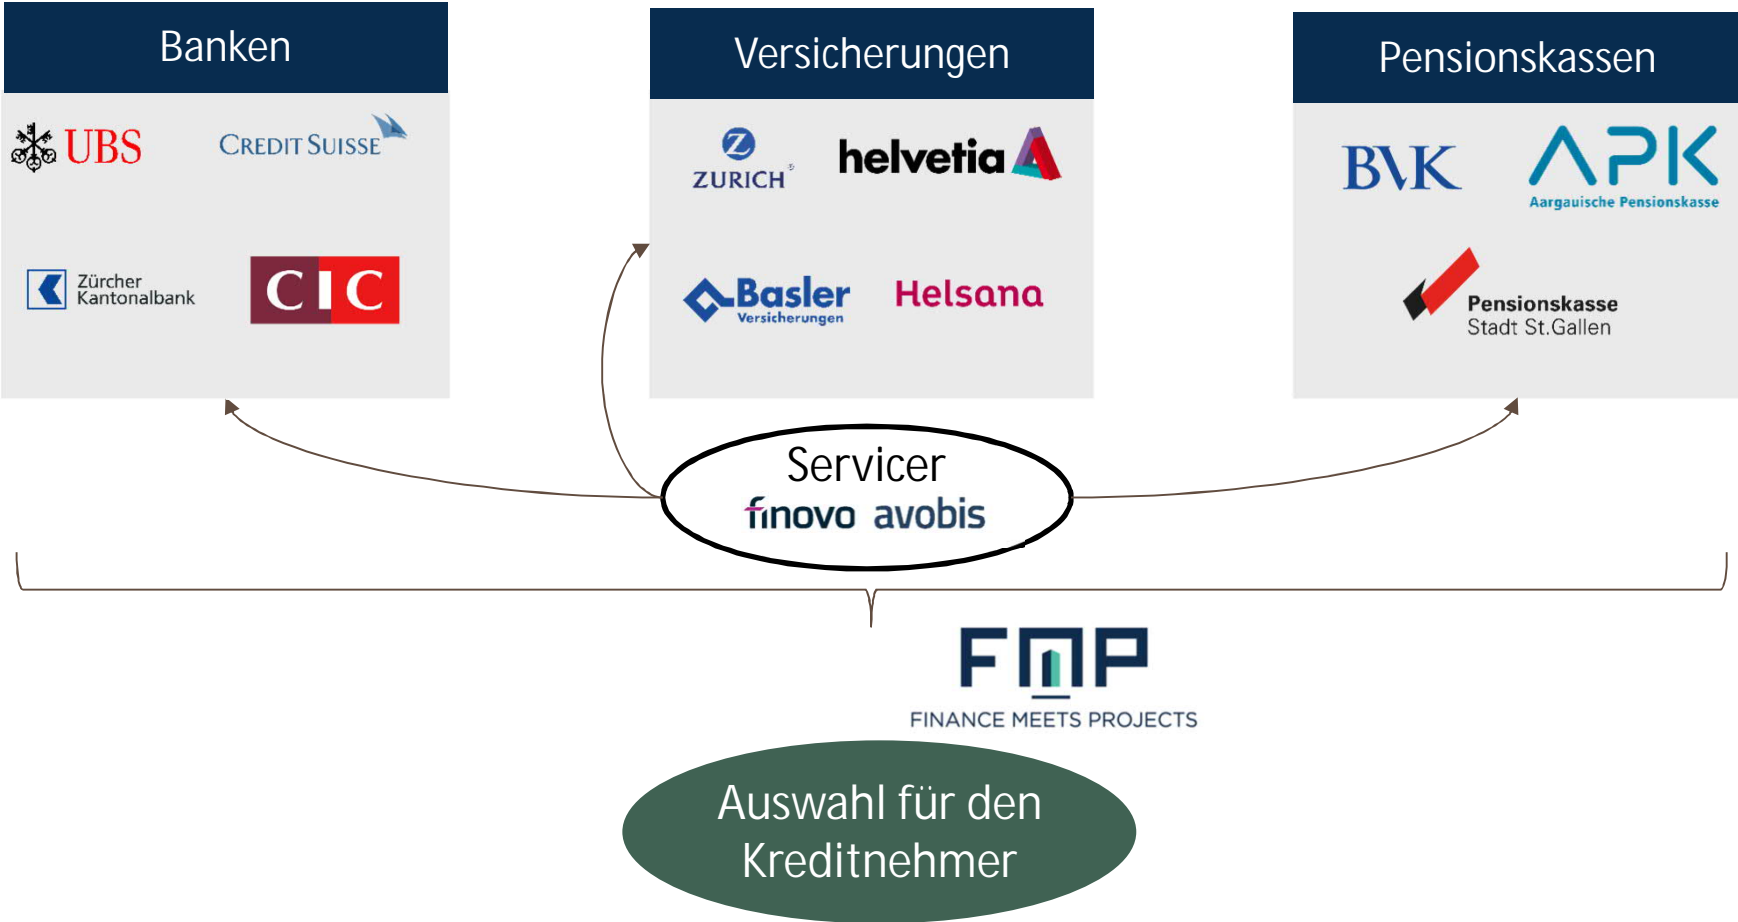 Banken
UBS
CREDIT SUISSE
Zürcher
Kantonalbank
CIC
Versicherungen
Z
ZURICH®
helvetia
Basler
Versicherungen
Helsana
Pensionskassen
BVK
APK
Aargauische Pensionskasse
Pensionskasse
Stadt St.Gallen
Servicer
finovo avobis
FMP
FINANCE MEETS PROJECTS
Auswahl für den
Kreditnehmer